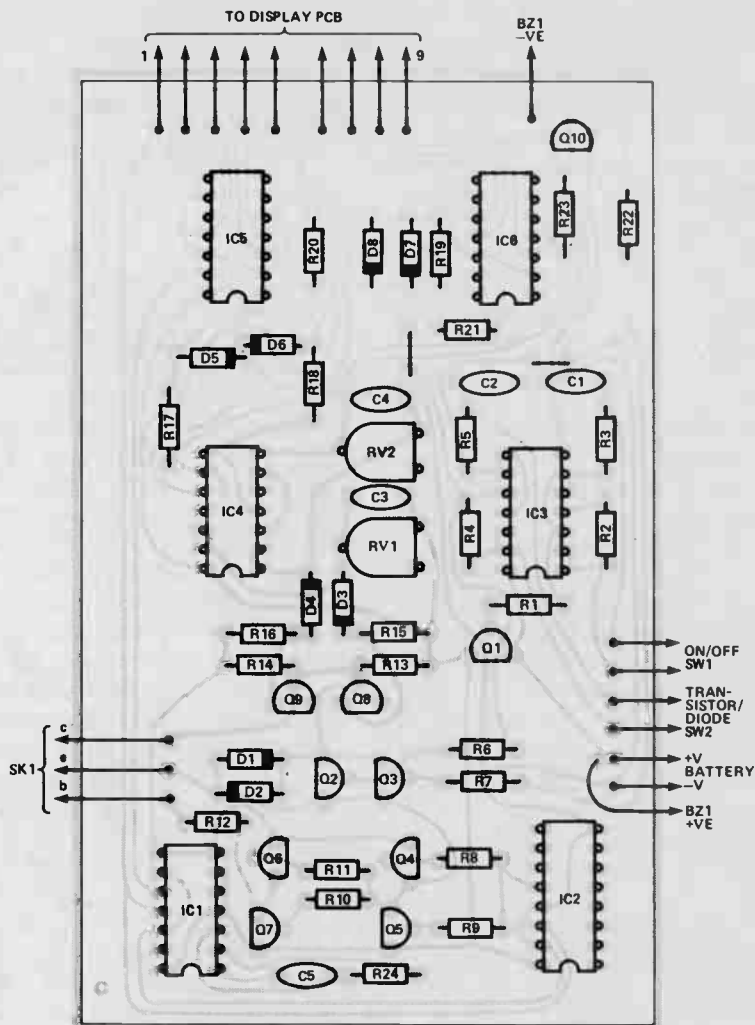 TO DISPLAY PCB
1
9
BZ1
-VE
Q10
IC5
R20
D8
D7
R19
IC6
R23
R22
D5
D6
R21
R18
C4
C2
C1
R17
R5
R3
RV2
IC4
C3
IC3
R4
R2
RV1
D4
D3
R1
R16
R15
R14
R13
Q1
ON/OFF
SW1
Q9
Q8
TRAN-
SISTOR/
DIODE
SW2
SK1
c
e
b
D1
Q2
Q3
R6
R7
+V
BATTERY
-V
D2
BZ1
+VE
R12
Q6
R11
Q4
R8
IC1
R10
IC2
Q7
Q5
R9
C5
R24